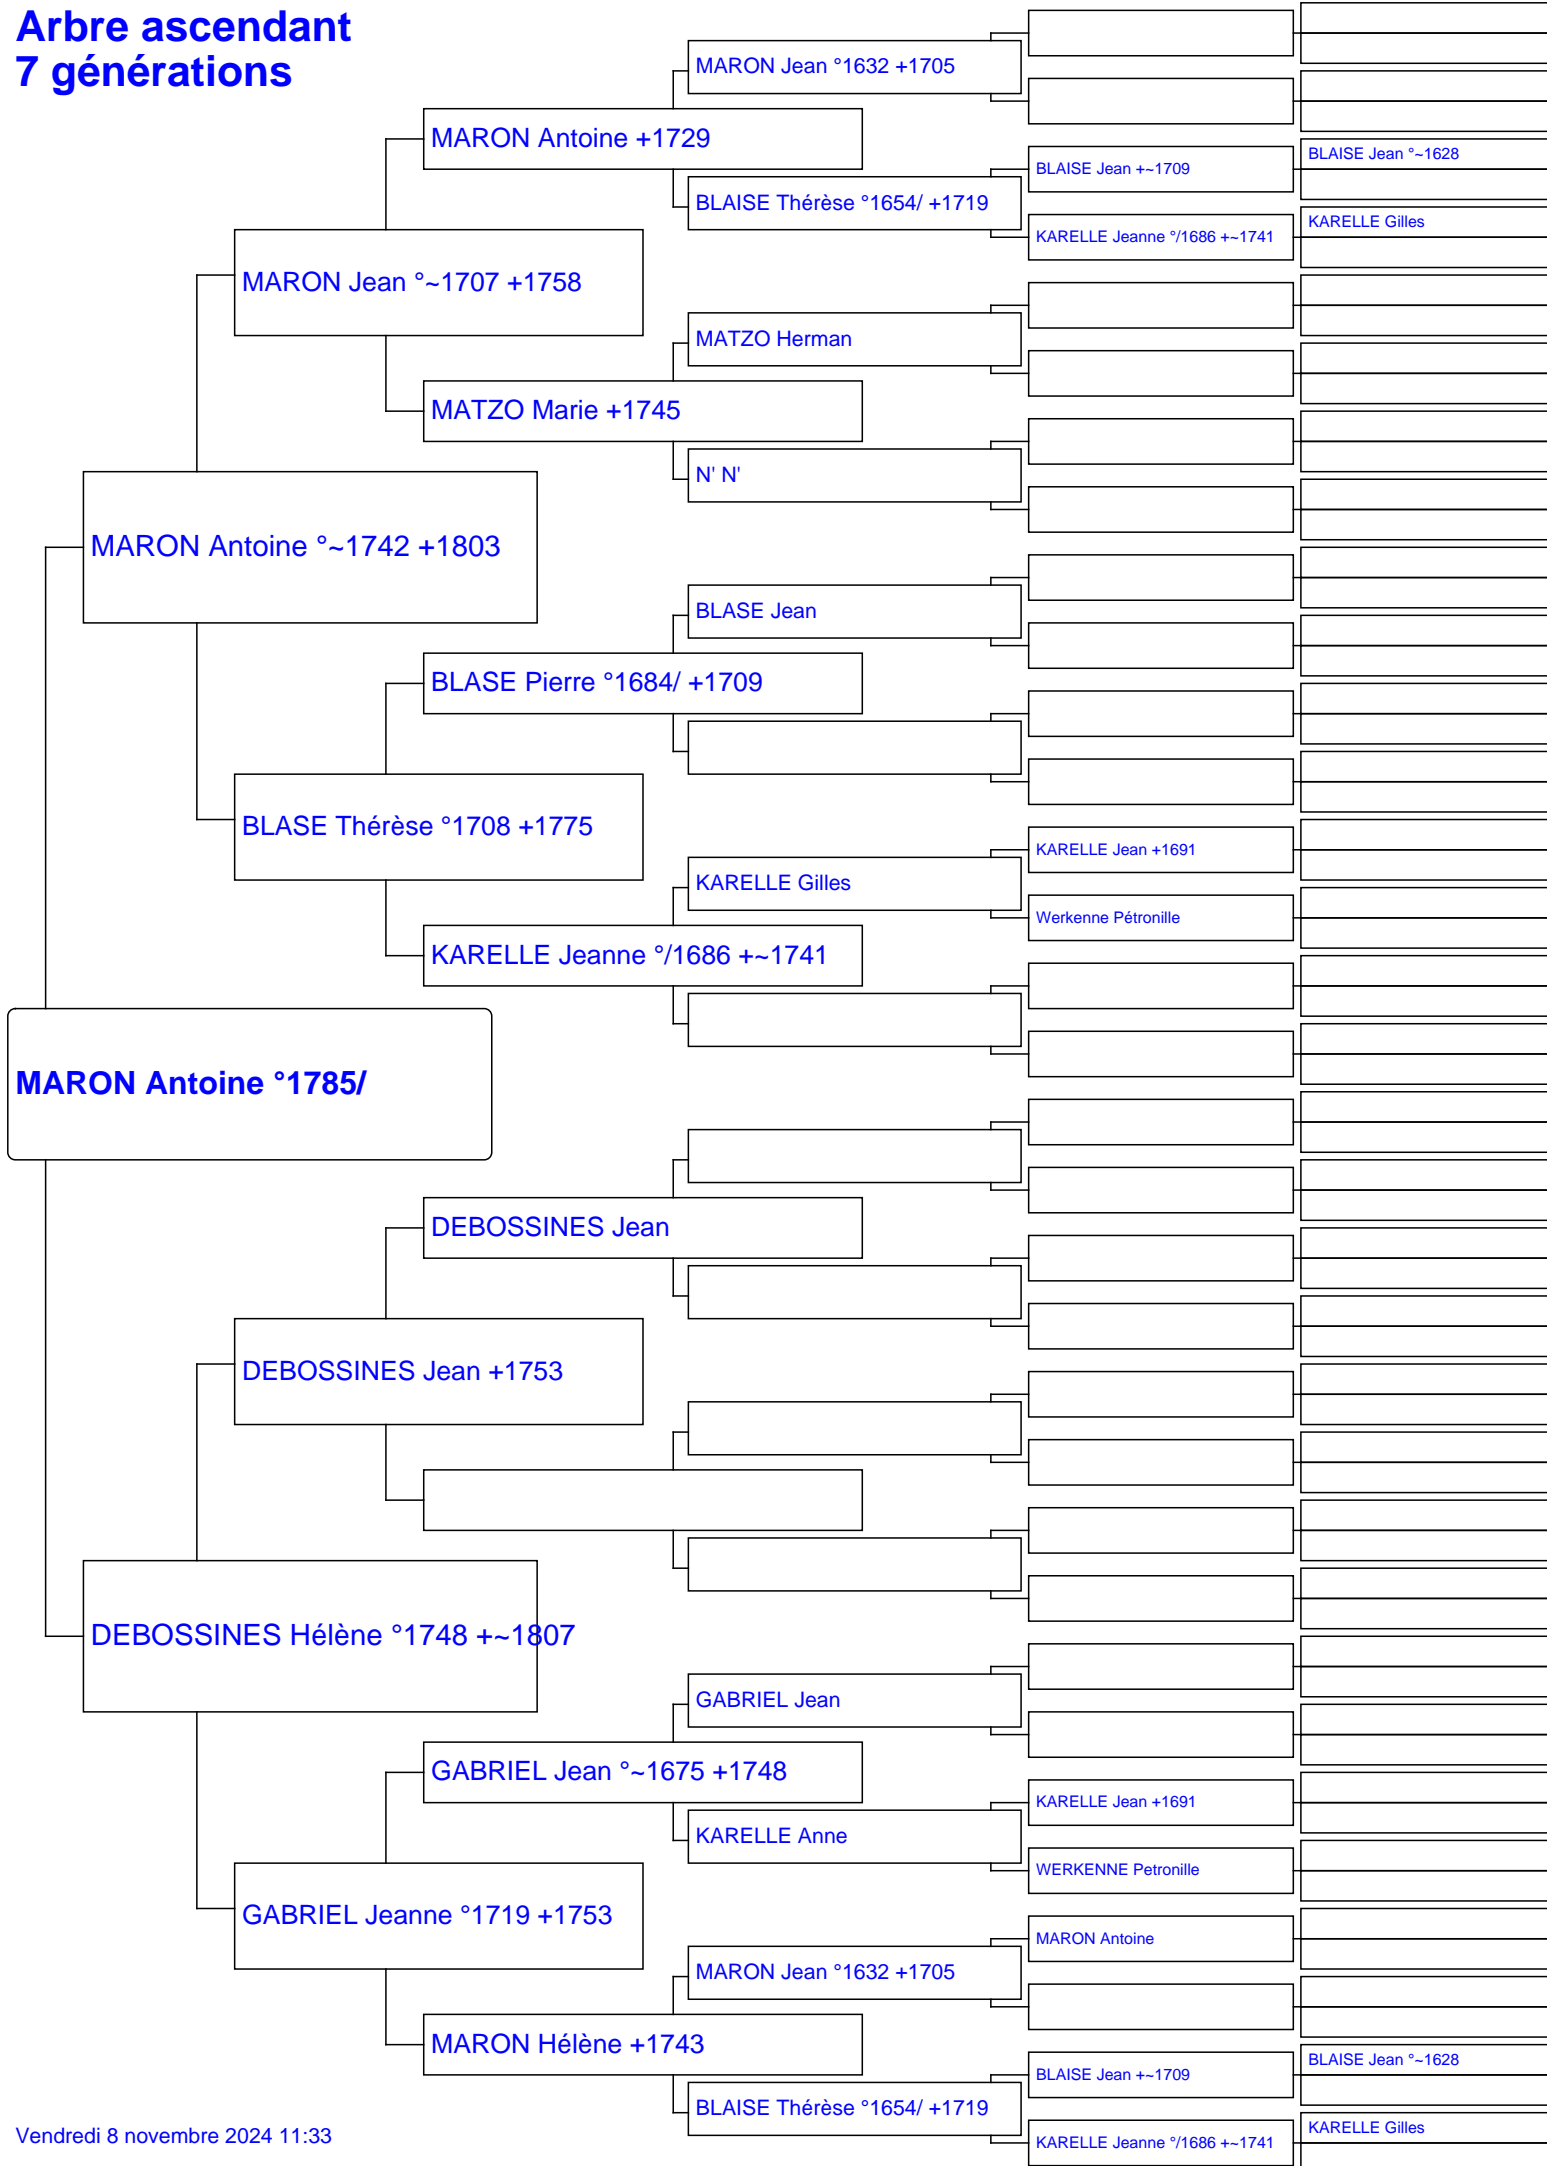 Arbre ascendant
7 générations
MARON Jean °1632 +1705
MARON Antoine +1729
BLAISE Jean °~1628
BLAISE Jean +~1709
BLAISE Thérèse °1654/ +1719
KARELLE Gilles
KARELLE Jeanne °/1686 +~1741
MARON Jean °~1707 +1758
MATZO Herman
MATZO Marie +1745
N' N'
MARON Antoine °~1742 +1803
BLASE Jean
BLASE Pierre °1684/ +1709
BLASE Thérèse °1708 +1775
KARELLE Jean +1691
KARELLE Gilles
Werkenne Pétronille
KARELLE Jeanne °/1686 +~1741
MARON Antoine °1785/
DEBOSSINES Jean
DEBOSSINES Jean +1753
DEBOSSINES Hélène °1748 +~1807
GABRIEL Jean
GABRIEL Jean °~1675 +1748
KARELLE Jean +1691
KARELLE Anne
WERKENNE Petronille
GABRIEL Jeanne °1719 +1753
MARON Antoine
MARON Jean °1632 +1705
MARON Hélène +1743
BLAISE Jean °~1628
BLAISE Jean +~1709
BLAISE Thérèse °1654/ +1719
KARELLE Gilles
KARELLE Jeanne °/1686 +~1741
Vendredi 8 novembre 2024 11:33